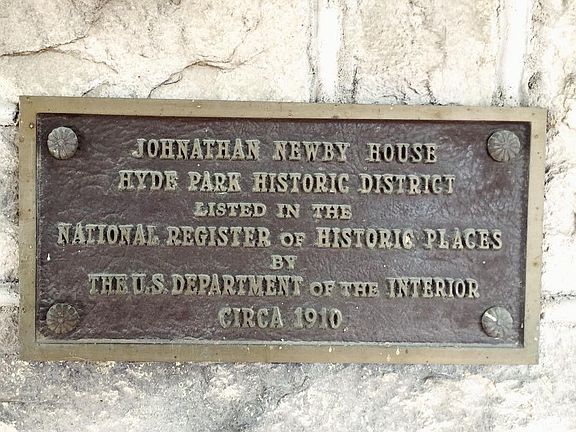 JOHNATHAN NEWBY HOUSE
HYDE PARK HISTORIC DISTRICT
LISTED IN THE
NATIONAL REGISTER OF HISTORIC PLACES
BY
THE U.S. DEPARTMENT OF THE INTERIOR
CIRCA 1910